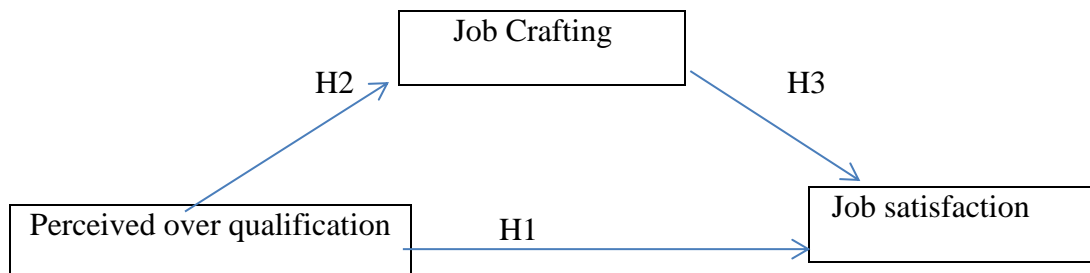 Job Crafting
H2
H3
Perceived over qualification
H1
Job satisfaction